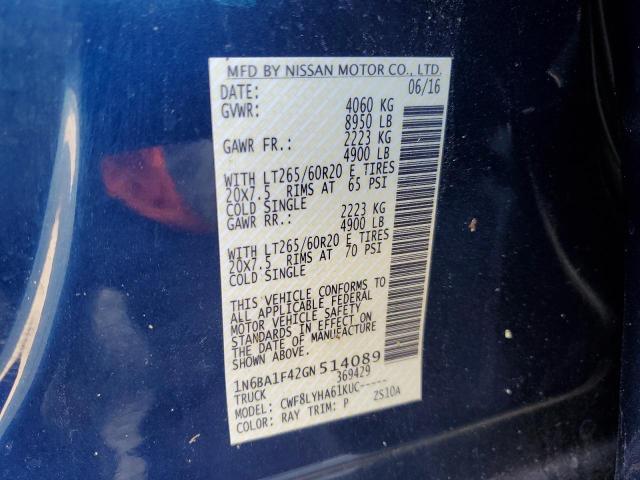 MFD BY NISSAN MOTOR CO., LTD.
DATE: 06/16
GVWR: 4060 KG
8950 LB
GAWR FR.: 2223 KG
4900 LB
WITH LT265/60R20 E TIRES
20X7.5 RIMS AT 65 PSI
COLD SINGLE
GAWR RR.: 2223 KG
4900 LB
WITH LT265/60R20 E TIRES
20X7.5 RIMS AT 70 PSI
COLD SINGLE
THIS VEHICLE CONFORMS TO
ALL APPLICABLE FEDERAL
MOTOR VEHICLE SAFETY
STANDARDS IN EFFECT ON
THE DATE OF MANUFACTURE
SHOWN ABOVE.
1N6BA1F42GN514089
TRUCK 369429
MODEL: CWF8LYHA61KUC-----
COLOR: RAY TRIM: P ZS10A